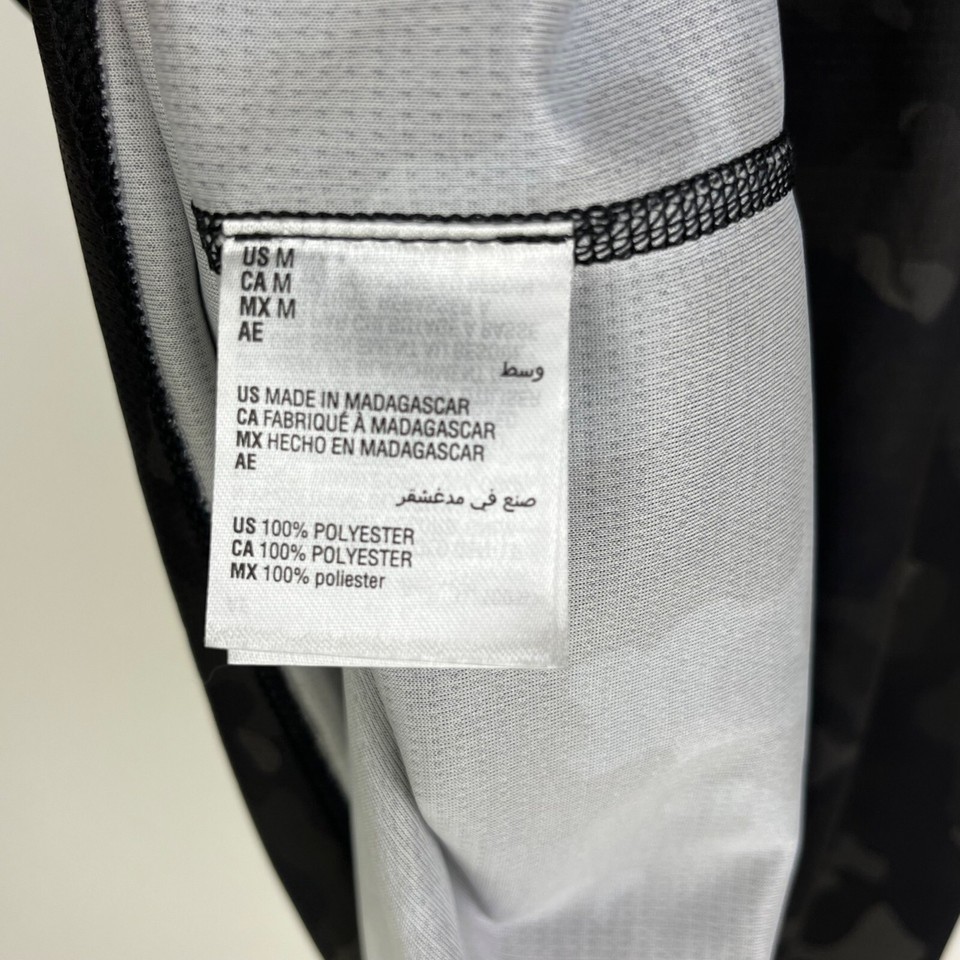 US M
CA M
MX M
AE
وسط
US MADE IN MADAGASCAR
CA FABRIQUÉ À MADAGASCAR
MX HECHO EN MADAGASCAR
AE
صنع في مدغشقر
US 100% POLYESTER
CA 100% POLYESTER
MX 100% poliester